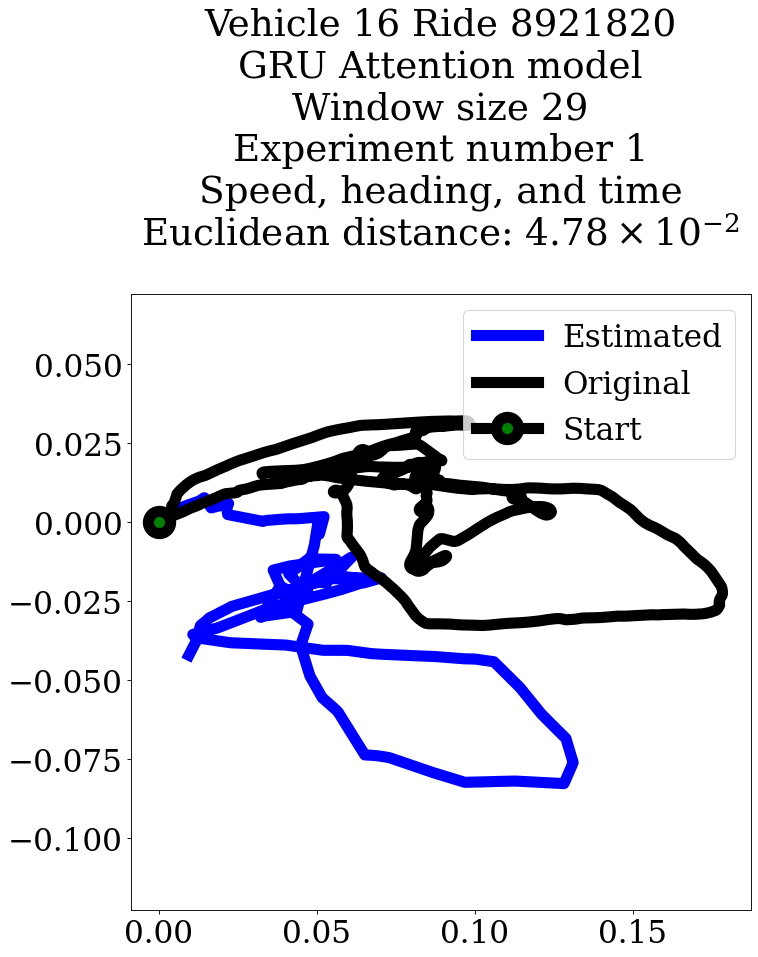 Vehicle 16 Ride 8921820
GRU Attention model
Window size 29
Experiment number 1
Speed, heading, and time
Euclidean distance: 4.78 × 10⁻²
Estimated
Original
Start
0.050
0.025
0.000
−0.025
−0.050
−0.075
−0.100
0.00 0.05 0.10 0.15